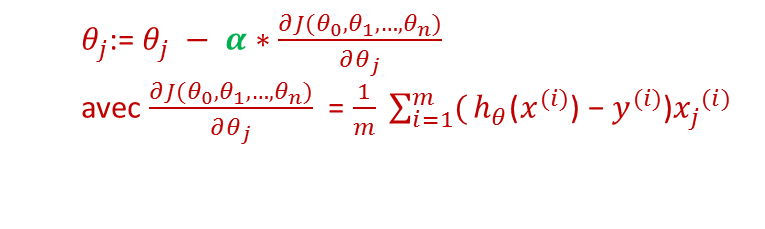 θ_j := θ_j − α * ∂J(θ_0,θ_1,…,θ_n) / ∂θ_j
avec ∂J(θ_0,θ_1,…,θ_n) / ∂θ_j = 1/m ∑_{i=1}^{m} ( h_θ(x^{(i)}) − y^{(i)})x_j^{(i)}